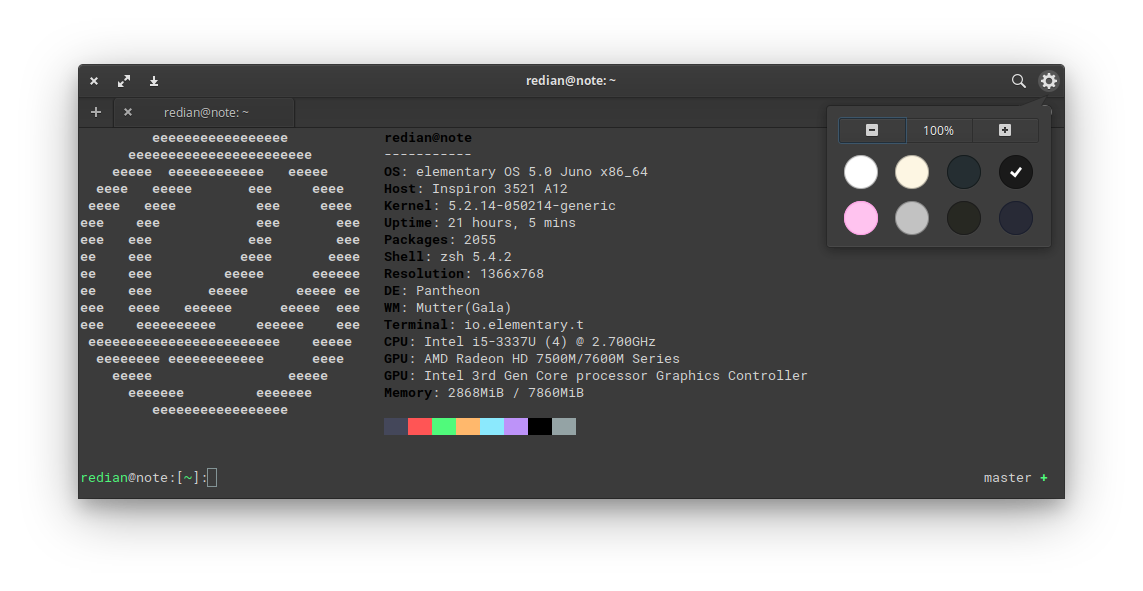 redian@note: ~
redian@note: ~
100%
eeeeeeeeeeeeeeeee redian@note
eeeeeeeeeeeeeeeeeeeeeee -----------
eeeee eeeeeeeeeeee eeeee OS: elementary OS 5.0 Juno x86_64
eeee eeeee eee eeee Host: Inspiron 3521 A12
eeee eeee eee eeee Kernel: 5.2.14-050214-generic
eee eee eee eee Uptime: 21 hours, 5 mins
eee eee eee eee Packages: 2055
ee eee eeee eeee Shell: zsh 5.4.2
ee eee eeeee eeeeee Resolution: 1366x768
ee eee eeeee eeeee ee DE: Pantheon
eee eeee eeeeee eeeee eee WM: Mutter(Gala)
eee eeeeeeeeee eeeeee eee Terminal: io.elementary.t
eeeeeeeeeeeeeeeeeeeeeeee eeeee CPU: Intel i5-3337U (4) @ 2.700GHz
eeeeeeee eeeeeeeeeeee eeee GPU: AMD Radeon HD 7500M/7600M Series
eeeee eeeee GPU: Intel 3rd Gen Core processor Graphics Controller
eeeeeee eeeeeee Memory: 2868MiB / 7860MiB
eeeeeeeeeeeeeeeee
redian@note:[~]: master +